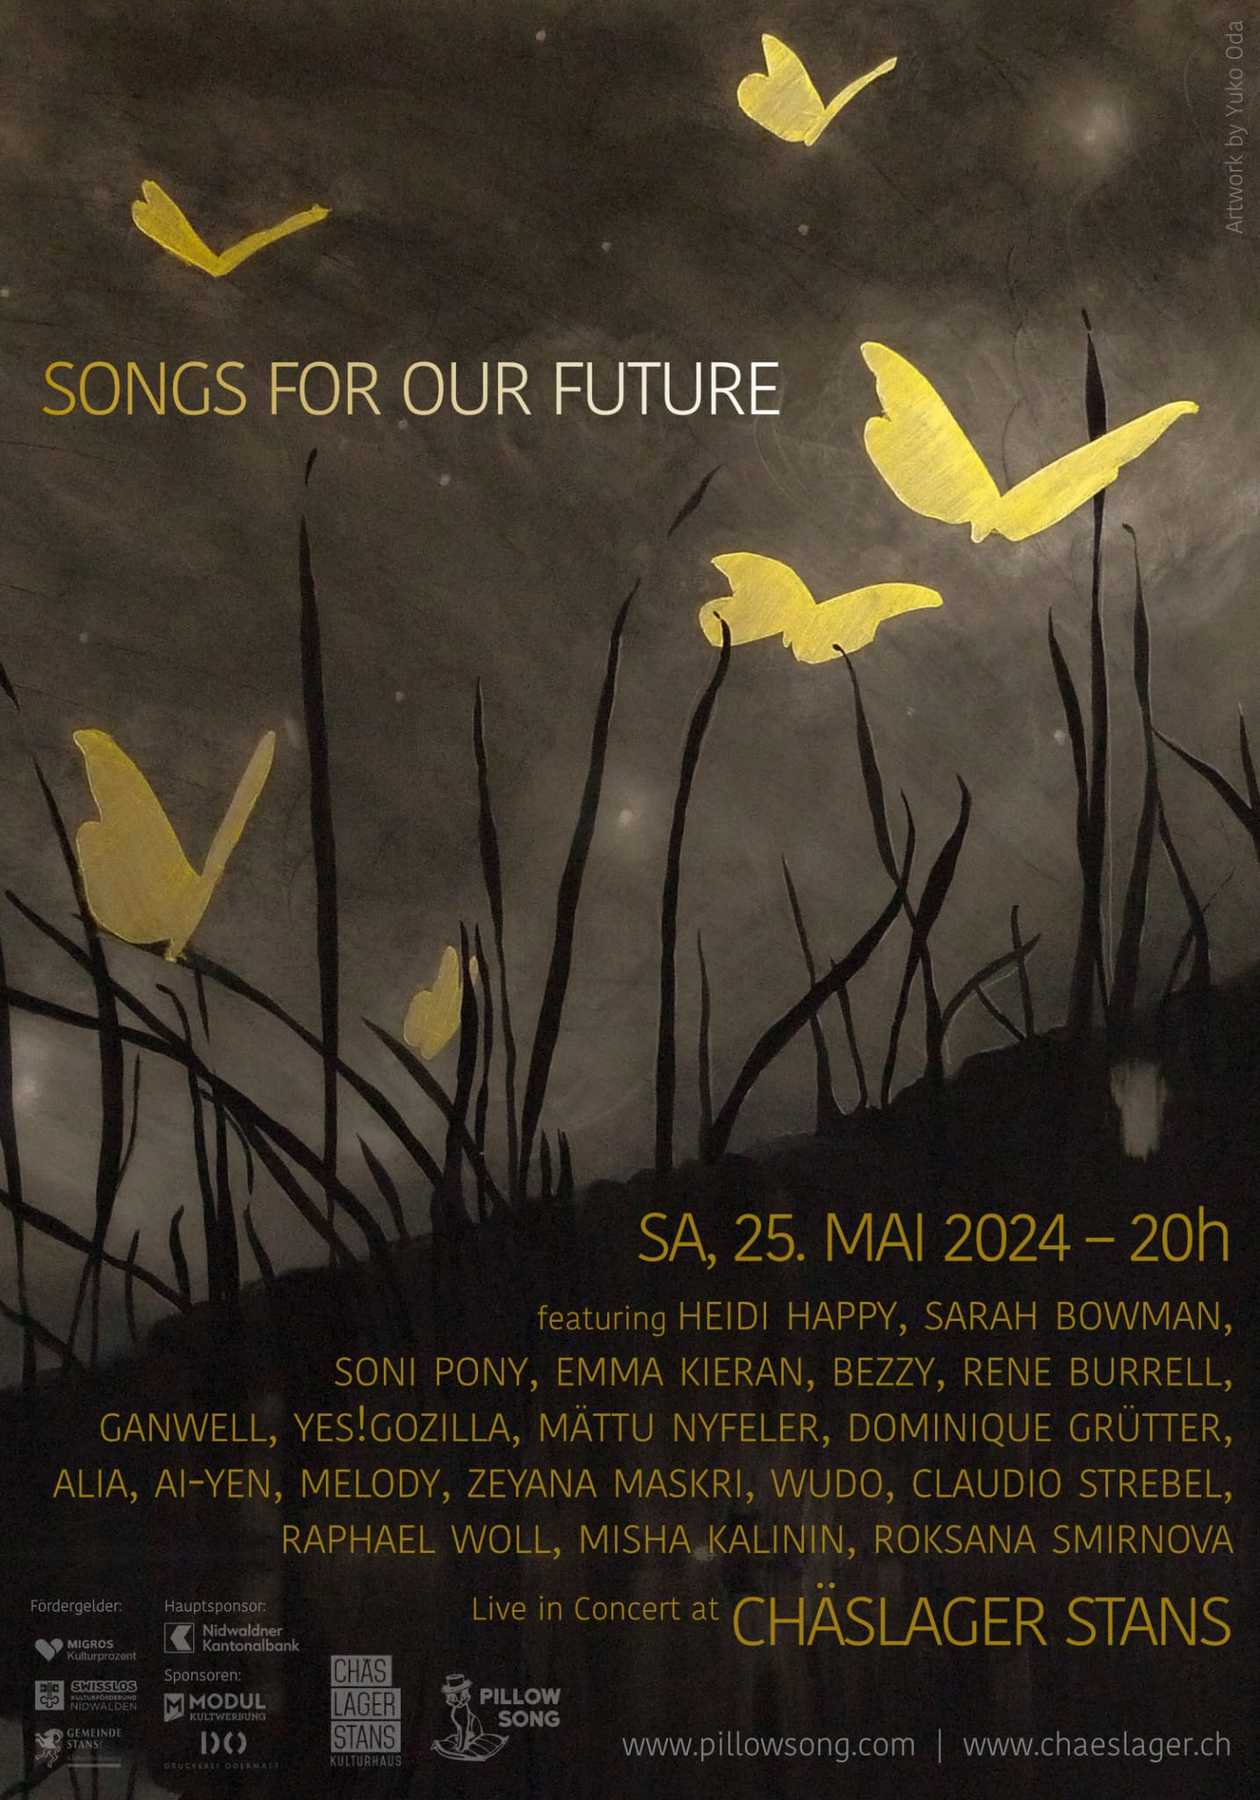 Artwork by Yuko Oda
SONGS FOR OUR FUTURE
SA, 25. MAI 2024 – 20h
featuring HEIDI HAPPY, SARAH BOWMAN,
SONI PONY, EMMA KIERAN, BEZZY, RENE BURRELL,
GANWELL, YES!GOZILLA, MÄTTU NYFELER, DOMINIQUE GRÜTTER,
ALIA, AI-YEN, MELODY, ZEYANA MASKRI, WUDO, CLAUDIO STREBEL,
RAPHAEL WOLL, MISHA KALININ, ROKSANA SMIRNOVA
Live in Concert at CHÄSLAGER STANS
Fördergelder:
MIGROS
Kulturprozent
SWISSLOS
KULTURFÖRDERUNG
NIDWALDEN
GEMEINDE
STANS!
Hauptsponsor:
Nidwaldner
Kantonalbank
Sponsoren:
MODUL
KULTWERBUNG
DO
DRUCKEREI ODERMATT
CHÄS
LAGER
STANS
KULTURHAUS
PILLOW
SONG
www.pillowsong.com | www.chaeslager.ch